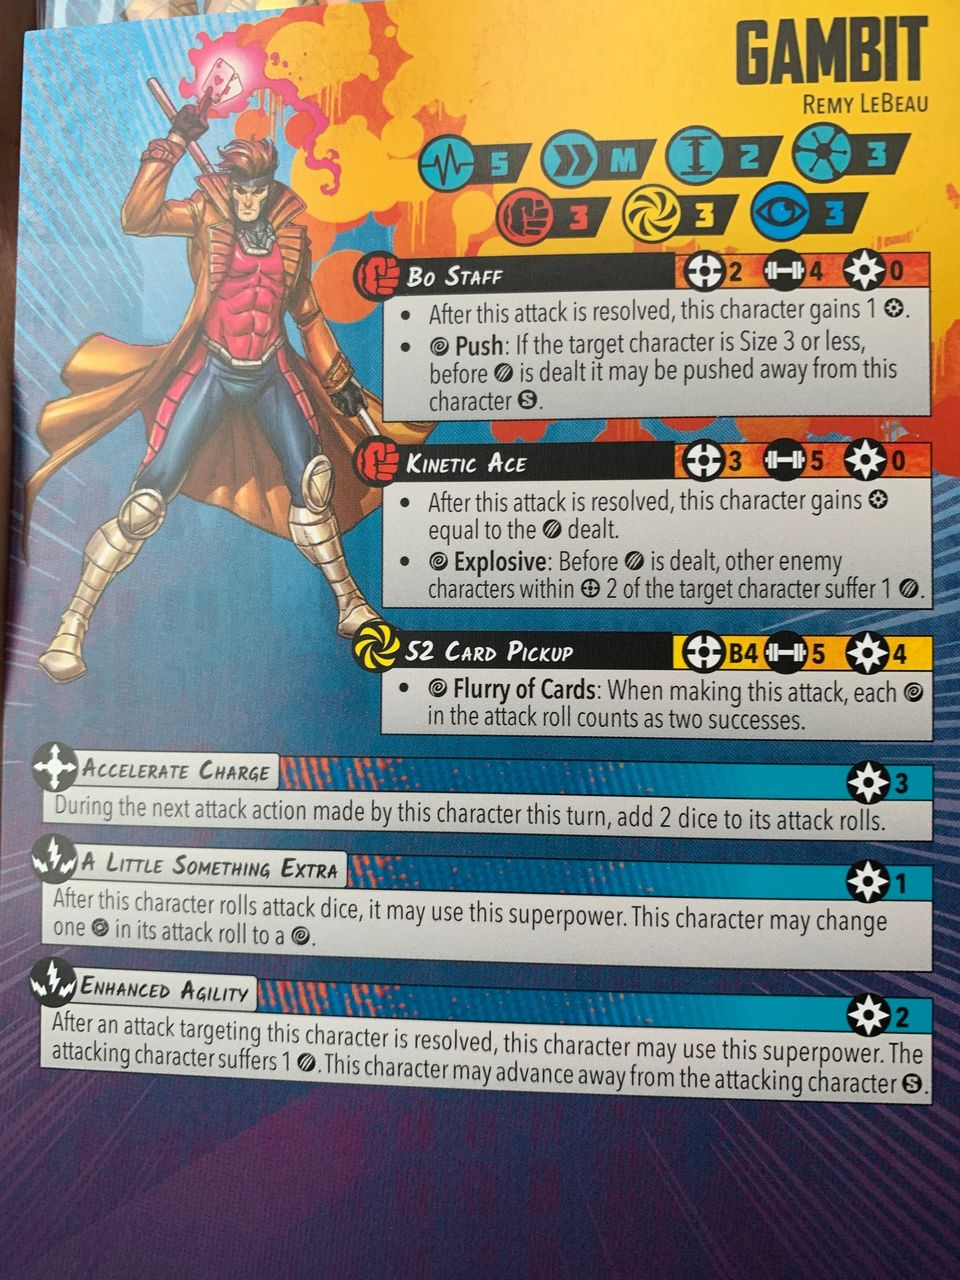 GAMBIT
REMY LEBEAU
5 M 2 3
3 3 3
BO STAFF 2 4 0
• After this attack is resolved, this character gains 1 .
• Push: If the target character is Size 3 or less,
before is dealt it may be pushed away from this
character S.
KINETIC ACE 3 5 0
• After this attack is resolved, this character gains
equal to the dealt.
• Explosive: Before is dealt, other enemy
characters within 2 of the target character suffer 1 .
52 CARD PICKUP B4 5 4
• Flurry of Cards: When making this attack, each
in the attack roll counts as two successes.
ACCELERATE CHARGE 3
During the next attack action made by this character this turn, add 2 dice to its attack rolls.
A LITTLE SOMETHING EXTRA 1
After this character rolls attack dice, it may use this superpower. This character may change
one in its attack roll to a .
ENHANCED AGILITY 2
After an attack targeting this character is resolved, this character may use this superpower. The
attacking character suffers 1 . This character may advance away from the attacking character S.